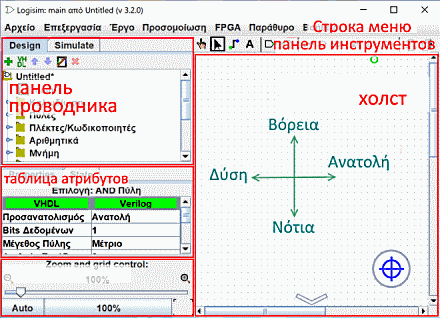 Logisim: main από Untitled (v 3.2.0)
Αρχείο Επεξεργασία Έργο Προσομοίωση FPGA Παράθυρο
Строка меню
Design Simulate
панель инструментов
Untitled*
панель
проводника
Πύλες
Πλέκτες/Κωδικοποιητές
Αριθμητικά
Μνήμη
холст
Βόρεια
Δύση
Ανατολή
Νότια
таблица атрибутов
Επιλογή: AND Πύλη
VHDL Verilog
Προσανατολισμός Ανατολή
Bits Δεδομένων 1
Μέγεθος Πύλης Μέτριο
Zoom and grid control:
100%
Auto 100%